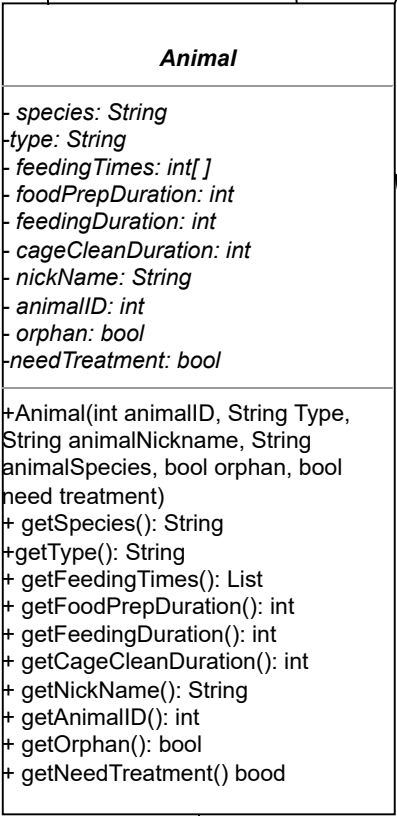 Animal
- species: String
-type: String
- feedingTimes: int[ ]
- foodPrepDuration: int
- feedingDuration: int
- cageCleanDuration: int
- nickName: String
- animalID: int
- orphan: bool
-needTreatment: bool
+Animal(int animalID, String Type,
String animalNickname, String
animalSpecies, bool orphan, bool
need treatment)
+ getSpecies(): String
+getType(): String
+ getFeedingTimes(): List
+ getFoodPrepDuration(): int
+ getFeedingDuration(): int
+ getCageCleanDuration(): int
+ getNickName(): String
+ getAnimalID(): int
+ getOrphan(): bool
+ getNeedTreatment() bood